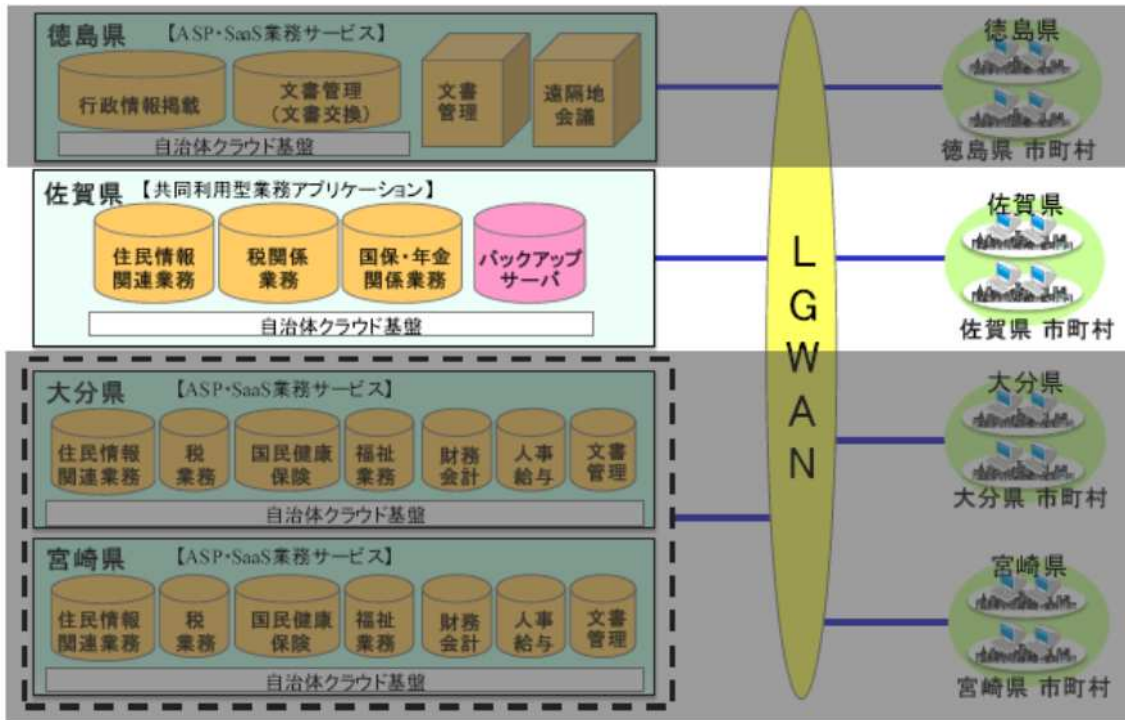 徳島県 【ASP・SaaS業務サービス】
行政情報掲載
文書管理
(文書交換)
文書
管理
遠隔地
会議
自治体クラウド基盤
徳島県
徳島県 市町村
佐賀県 【共同利用型業務アプリケーション】
住民情報
関連業務
税関係
業務
国保・年金
関係業務
バックアップ
サーバ
自治体クラウド基盤
佐賀県
佐賀県 市町村
LGWAN
大分県 【ASP・SaaS業務サービス】
住民情報
関連業務
税
業務
国民健康
保険
福祉
業務
財務
会計
人事
給与
文書
管理
自治体クラウド基盤
大分県
大分県 市町村
宮崎県 【ASP・SaaS業務サービス】
住民情報
関連業務
税
業務
国民健康
保険
福祉
業務
財務
会計
人事
給与
文書
管理
自治体クラウド基盤
宮崎県
宮崎県 市町村